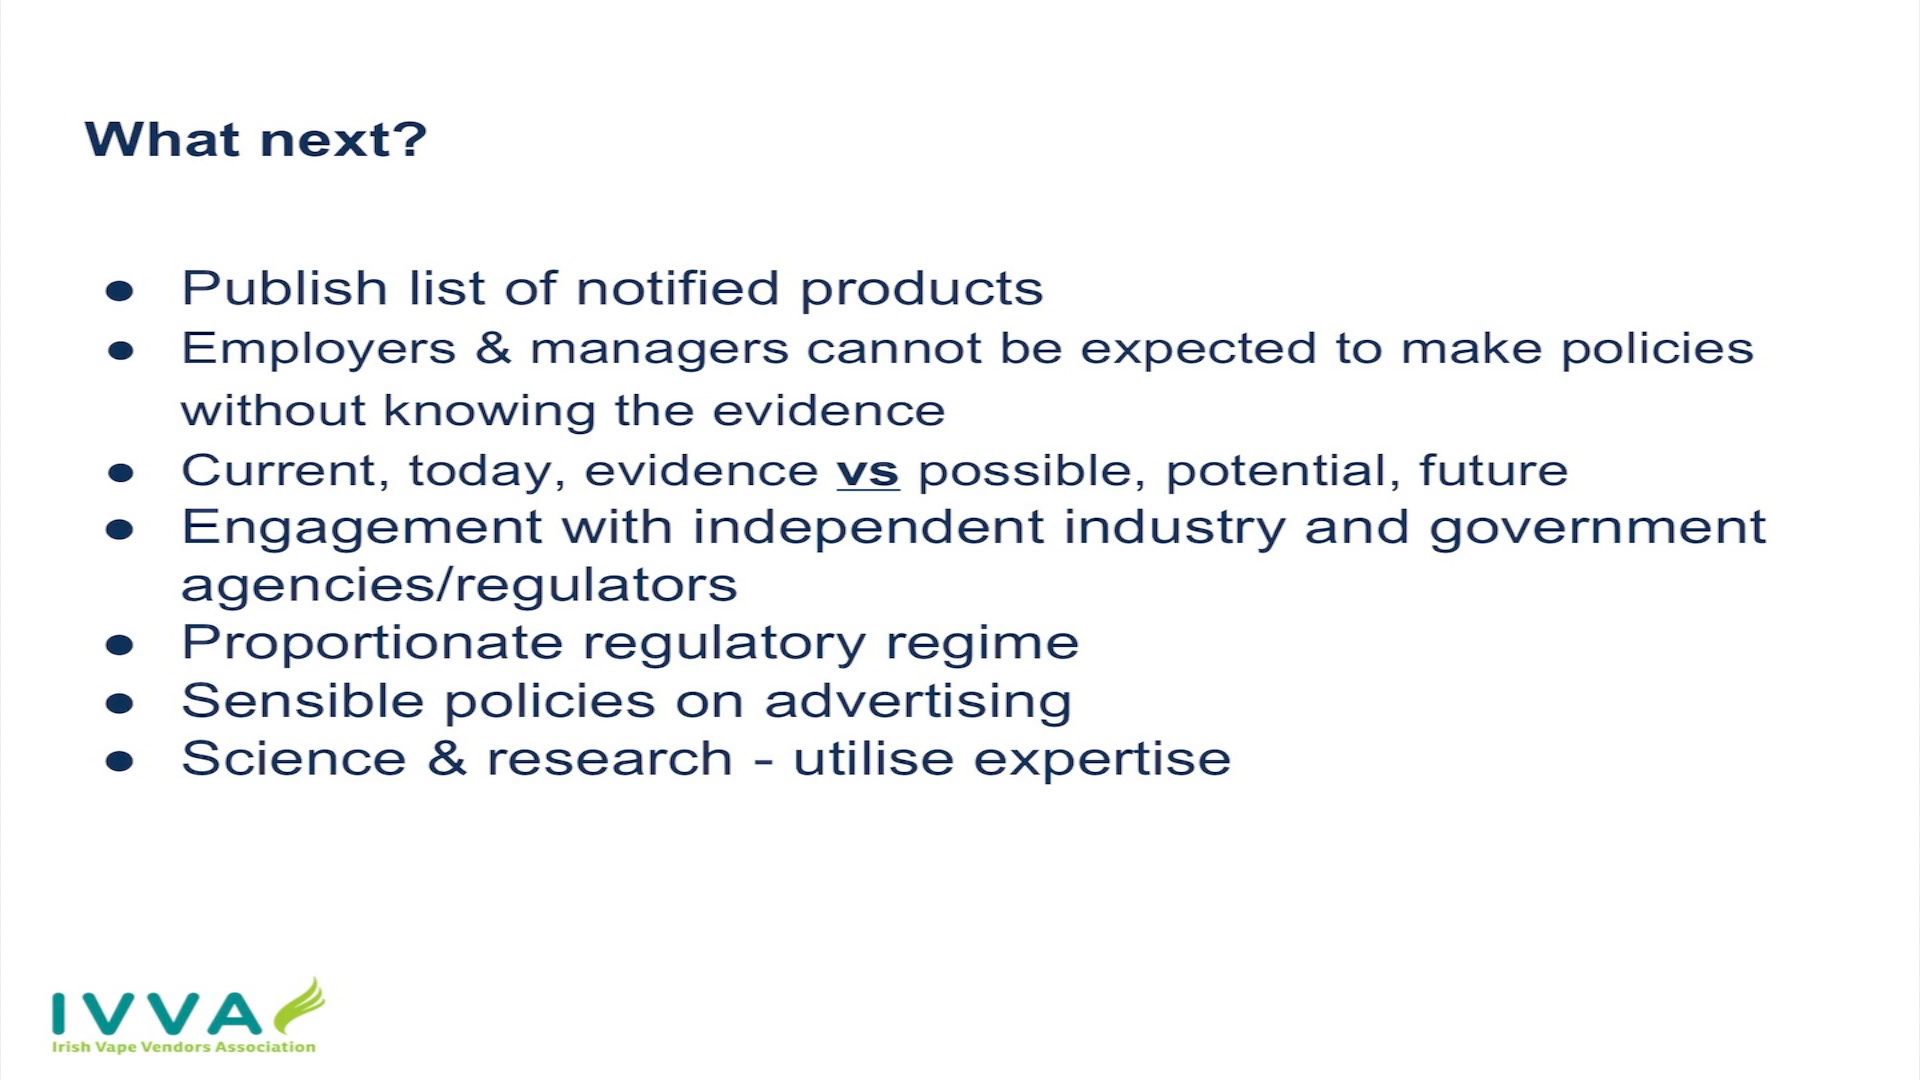 What next?
● Publish list of notified products
● Employers & managers cannot be expected to make policies
without knowing the evidence
● Current, today, evidence vs possible, potential, future
● Engagement with independent industry and government
agencies/regulators
● Proportionate regulatory regime
● Sensible policies on advertising
● Science & research - utilise expertise
IVVA
Irish Vape Vendors Association